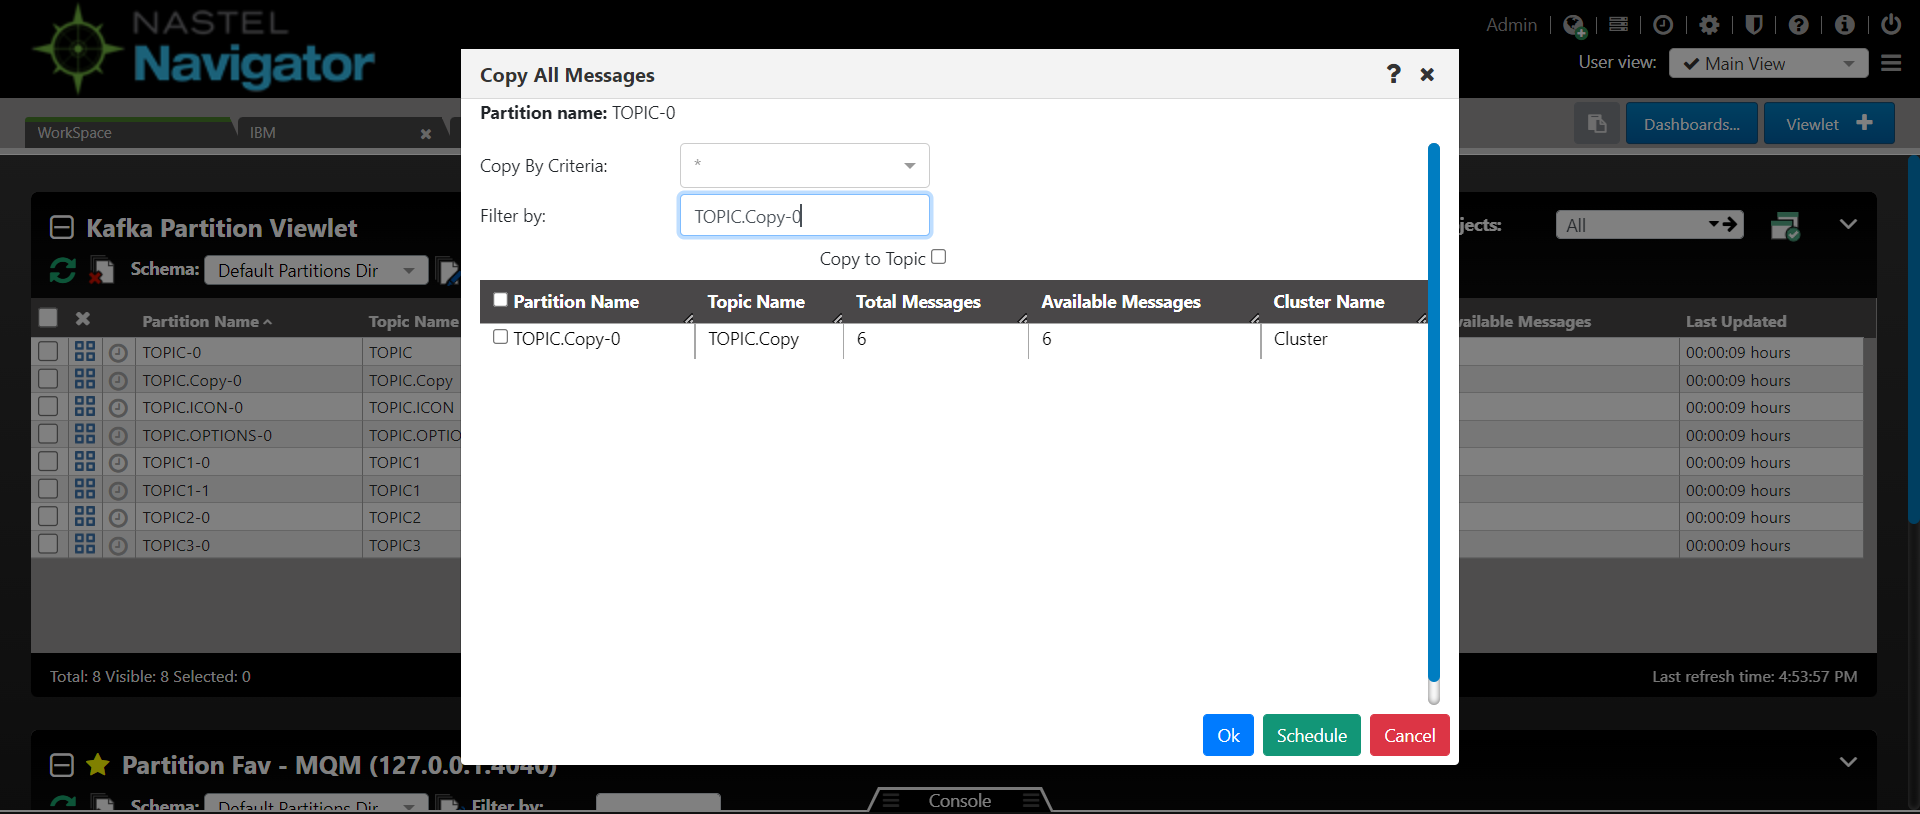 NASTEL
Navigator
Admin
User view: Main View
WorkSpace
IBM
Dashboards...
Viewlet
Copy All Messages
Partition name: TOPIC-0
Copy By Criteria: *
Filter by: TOPIC.Copy-0
Copy to Topic
Partition Name Topic Name Total Messages Available Messages Cluster Name
TOPIC.Copy-0 TOPIC.Copy 6 6 Cluster
Ok Schedule Cancel
Kafka Partition Viewlet
All
Schema: Default Partitions Dir
Partition Name Topic Name Messages Last Updated
TOPIC-0 TOPIC 00:00:09 hours
TOPIC.Copy-0 TOPIC.Copy 00:00:09 hours
TOPIC.ICON-0 TOPIC.ICON 00:00:09 hours
TOPIC.OPTIONS-0 TOPIC.OPTIO 00:00:09 hours
TOPIC1-0 TOPIC1 00:00:09 hours
TOPIC1-1 TOPIC1 00:00:09 hours
TOPIC2-0 TOPIC2 00:00:09 hours
TOPIC3-0 TOPIC3 00:00:09 hours
Total: 8 Visible: 8 Selected: 0
Last refresh time: 4:53:57 PM
Partition Fav - MQM (127.0.0.1:4040)
Schema: Default Partitions Dir Filter by:
Console